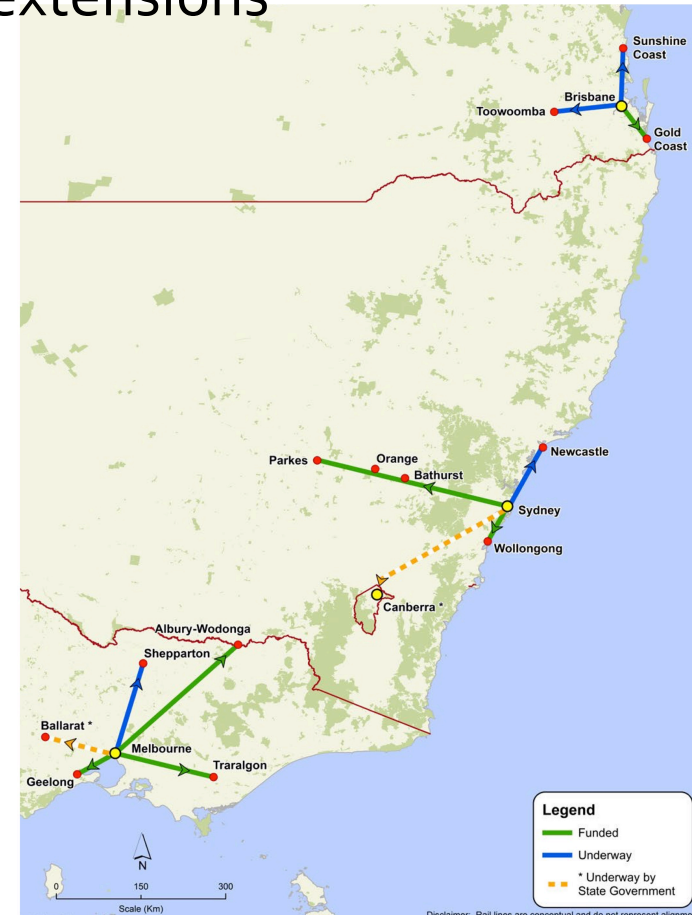 extensions
Sunshine
Coast
Brisbane
Toowoomba
Gold
Coast
Newcastle
Parkes
Orange
Bathurst
Sydney
Wollongong
Canberra *
Albury-Wodonga
Shepparton
Ballarat *
Melbourne
Geelong
Traralgon
N
0 150 300
Scale (Km)
Legend
Funded
Underway
* Underway by
State Government
Disclaimer: Rail lines are conceptual and do not represent